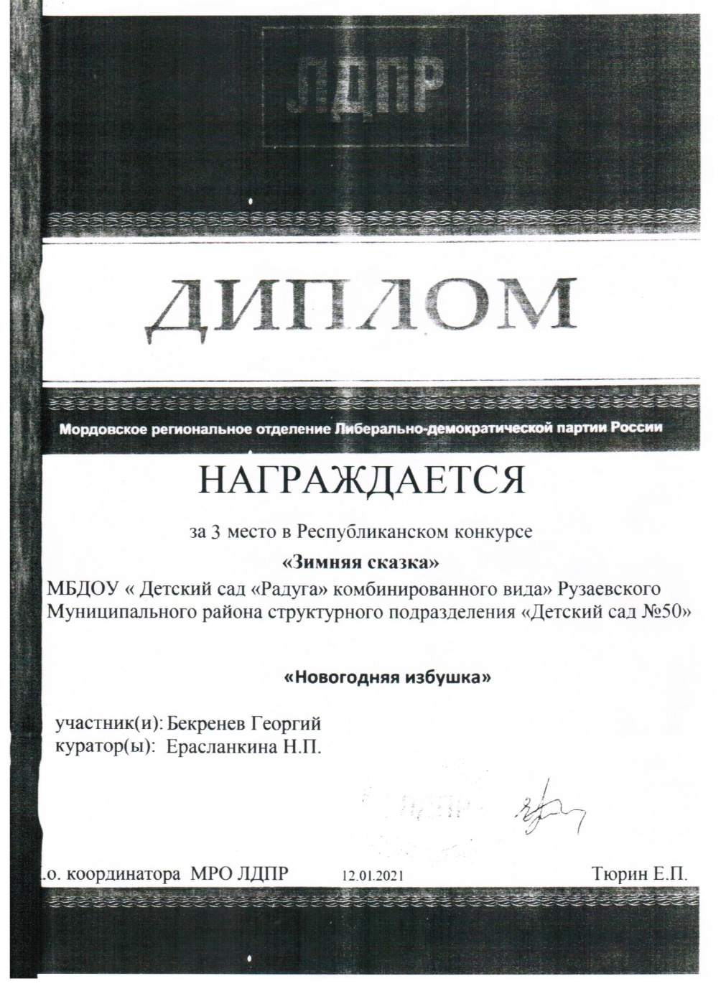 ЛДПР
ДИПЛОМ
Мордовское региональное отделение Либерально-демократической партии России
НАГРАЖДАЕТСЯ
за 3 место в Республиканском конкурсе
«Зимняя сказка»
МБДОУ « Детский сад «Радуга» комбинированного вида» Рузаевского
Муниципального района структурного подразделения «Детский сад №50»
«Новогодняя избушка»
участник(и): Бекренев Георгий
куратор(ы): Ерасланкина Н.П.
ЛДПР
.о. координатора МРО ЛДПР 12.01.2021 Тюрин Е.П.